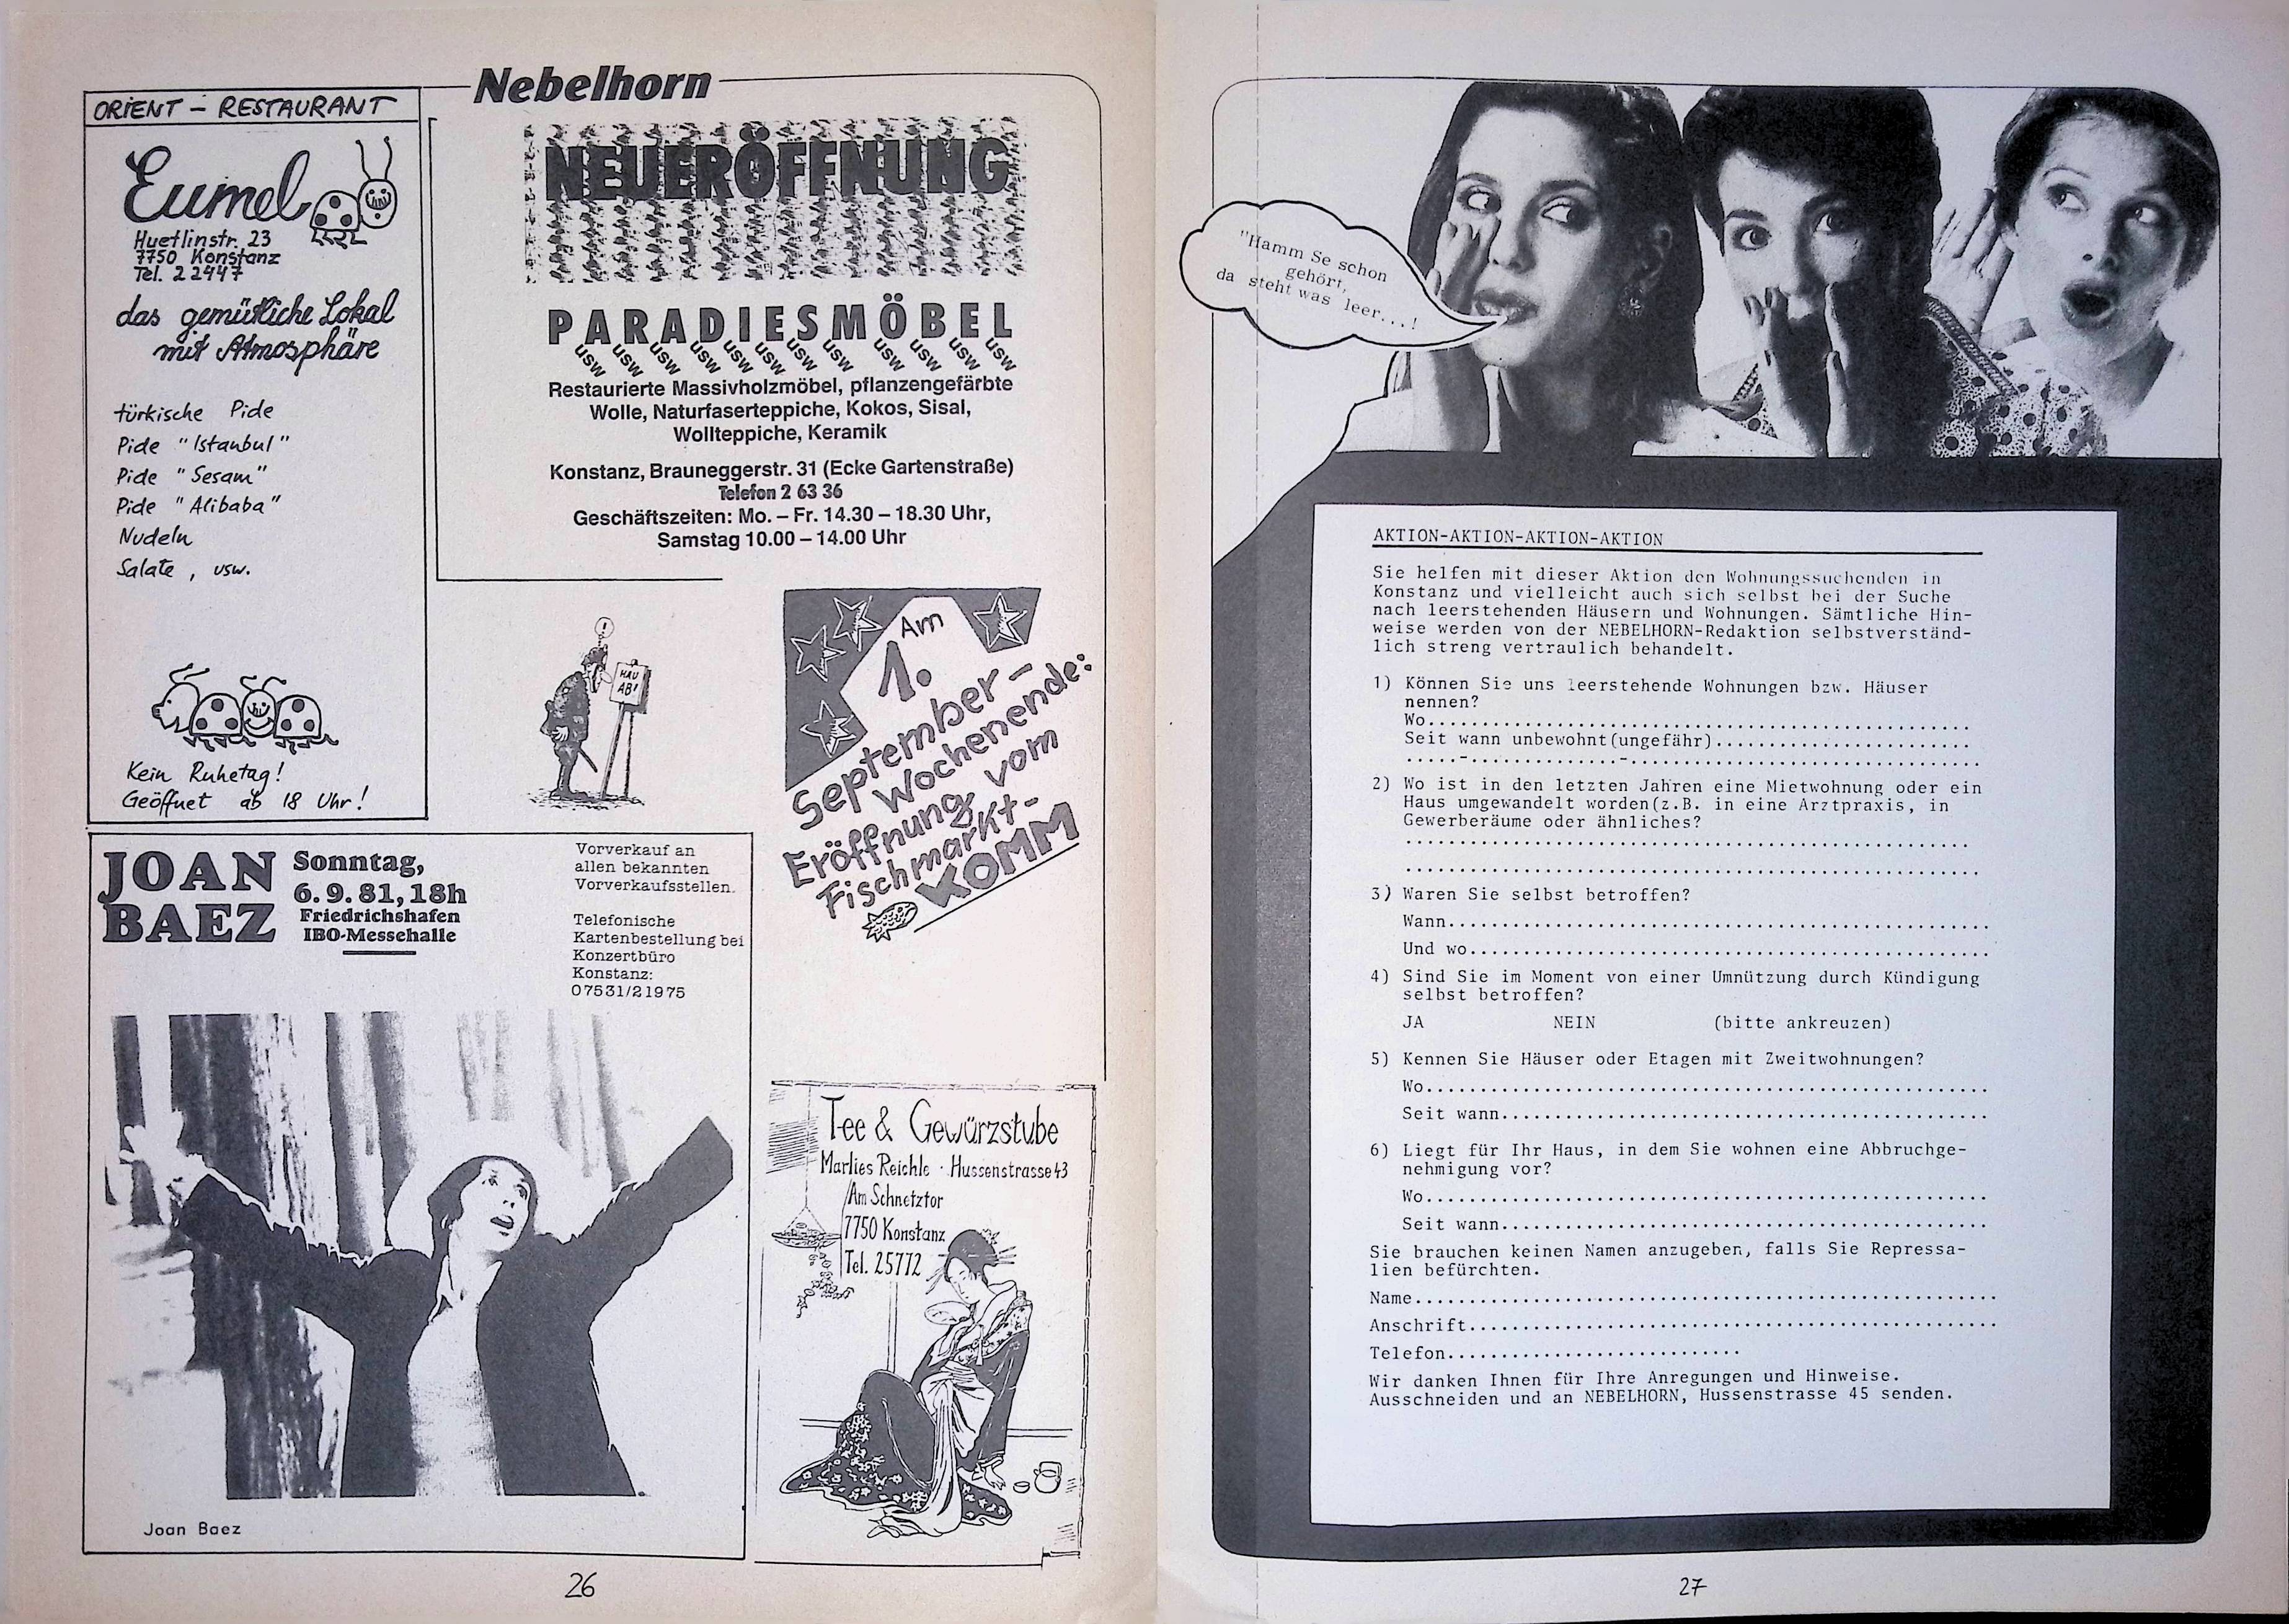 Nebelhorn
ORIENT – RESTAURANT
Eumel
Huetlinstr. 23
7750 Konstanz
Tel. 22447
das gemütliche Lokal
mit Atmosphäre
türkische Pide
Pide "Istanbul"
Pide "Sesam"
Pide "Alibaba"
Nudeln
Salate, usw.
Kein Ruhetag!
Geöffnet ab 18 Uhr!
NEUERÖFFNUNG
PARADIESMÖBEL
usw usw usw usw usw usw usw usw usw usw usw usw
Restaurierte Massivholzmöbel, pflanzengefärbte
Wolle, Naturfaserteppiche, Kokos, Sisal,
Wollteppiche, Keramik
Konstanz, Brauneggerstr. 31 (Ecke Gartenstraße)
Telefon 2 63 36
Geschäftszeiten: Mo. – Fr. 14.30 – 18.30 Uhr,
Samstag 10.00 – 14.00 Uhr
!
HAU
AB!
Am
1.
September-
Wochenende:
Eröffnung vom
Fischmarkt-
KOMM
JOAN
BAEZ
Sonntag,
6. 9. 81, 18h
Friedrichshafen
IBO-Messehalle
Vorverkauf an
allen bekannten
Vorverkaufsstellen.
Telefonische
Kartenbestellung bei
Konzertbüro
Konstanz:
07531/21975
Joan Baez
Tee & Gewürzstube
Marlies Reichle · Hussenstrasse 43
Am Schnetztor
7750 Konstanz
Tel. 25772
26
"Hamm Se schon
gehört,
da steht was leer...!
AKTION-AKTION-AKTION-AKTION
Sie helfen mit dieser Aktion den Wohnungssuchenden in
Konstanz und vielleicht auch sich selbst bei der Suche
nach leerstehenden Häusern und Wohnungen. Sämtliche Hin-
weise werden von der NEBELHORN-Redaktion selbstverständ-
lich streng vertraulich behandelt.
1) Können Sie uns leerstehende Wohnungen bzw. Häuser
nennen?
Wo............................................................
Seit wann unbewohnt(ungefähr)............................
.....-.................-......................................
2) Wo ist in den letzten Jahren eine Mietwohnung oder ein
Haus umgewandelt worden(z.B. in eine Arztpraxis, in
Gewerberäume oder ähnliches?
..............................................................
..............................................................
3) Waren Sie selbst betroffen?
Wann..........................................................
Und wo........................................................
4) Sind Sie im Moment von einer Umnützung durch Kündigung
selbst betroffen?
JA NEIN (bitte ankreuzen)
5) Kennen Sie Häuser oder Etagen mit Zweitwohnungen?
Wo............................................................
Seit wann.....................................................
6) Liegt für Ihr Haus, in dem Sie wohnen eine Abbruchge-
nehmigung vor?
Wo............................................................
Seit wann.....................................................
Sie brauchen keinen Namen anzugeben, falls Sie Repressa-
lien befürchten.
Name..........................................................
Anschrift.....................................................
Telefon...........................
Wir danken Ihnen für Ihre Anregungen und Hinweise.
Ausschneiden und an NEBELHORN, Hussenstrasse 45 senden.
27